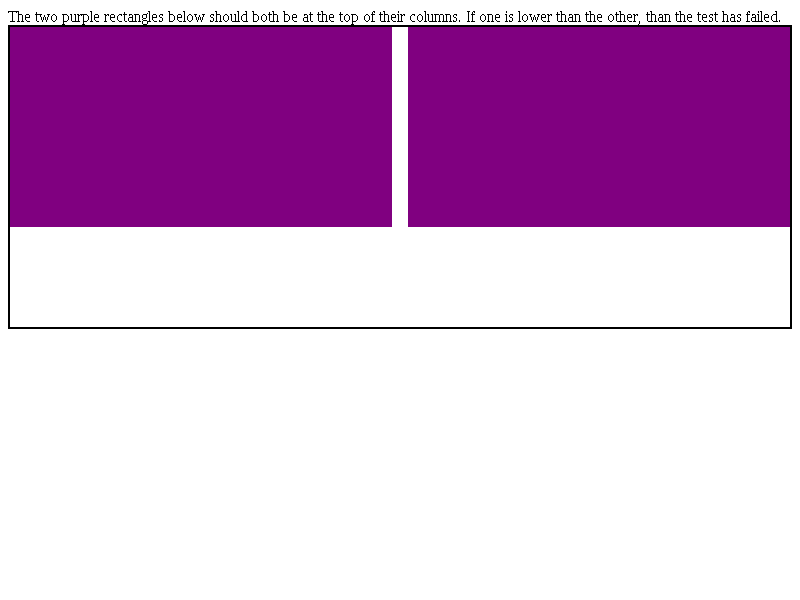 The two purple rectangles below should both be at the top of their columns. If one is lower than the other, than the test has failed.